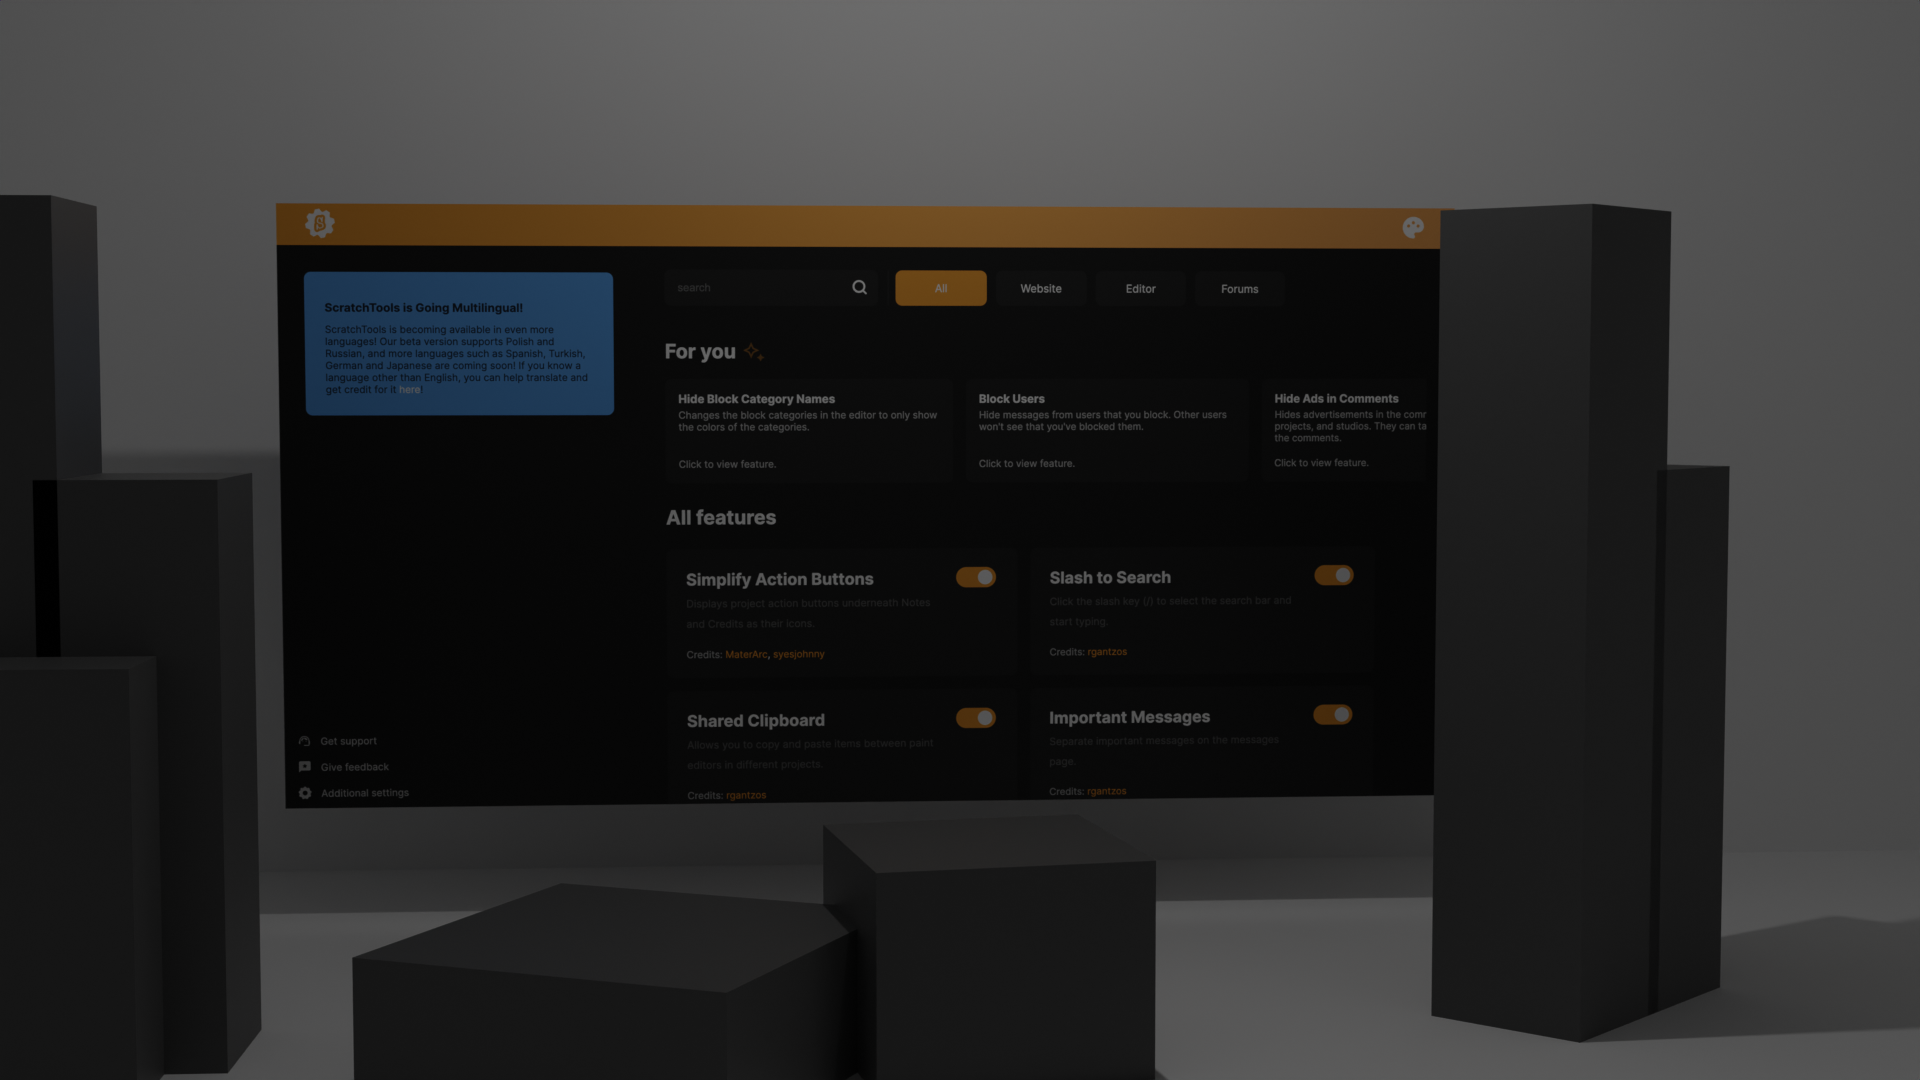 search
All
Website
Editor
Forums
ScratchTools is Going Multilingual!
ScratchTools is becoming available in even more
languages! Our beta version supports Polish and
Russian, and more languages such as Spanish, Turkish,
German and Japanese are coming soon! If you know a
language other than English, you can help translate and
get credit for it here!
For you
Hide Block Category Names
Changes the block categories in the editor to only show
the colors of the categories.
Click to view feature.
Block Users
Hide messages from users that you block. Other users
won't see that you've blocked them.
Click to view feature.
Hide Ads in Comments
Hides advertisements in the comr
projects, and studios. They can ta
the comments.
Click to view feature.
All features
Simplify Action Buttons
Displays project action buttons underneath Notes
and Credits as their icons.
Credits: MaterArc, syesjohnny
Slash to Search
Click the slash key (/) to select the search bar and
start typing.
Credits: rgantzos
Shared Clipboard
Allows you to copy and paste items between paint
editors in different projects.
Credits: rgantzos
Important Messages
Separate important messages on the messages
page.
Credits: rgantzos
Get support
Give feedback
Additional settings